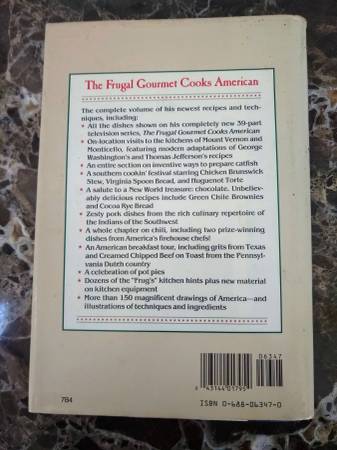 The Frugal Gourmet Cooks American
The complete volume of his newest recipes and tech-
niques, including:
* All the dishes shown on his completely new 39-part
television series, The Frugal Gourmet Cooks American
* On-location visits to the kitchens of Mount Vernon and
Monticello, featuring modern adaptations of George
Washington's and Thomas Jefferson's recipes
* An entire section on inventive ways to prepare catfish
* A southern cookin' festival starring Chicken Brunswick
Stew, Virginia Spoon Bread, and Huguenot Torte
* A salute to a New World treasure: chocolate. Unbeliev-
ably delicious recipes include Green Chile Brownies
and Cocoa Rye Bread
* Zesty pork dishes from the rich culinary repertoire of
the Indians of the Southwest
* A whole chapter on chili, including two prize-winning
dishes from America's firehouse chefs!
* An American breakfast tour, including grits from Texas
and Creamed Chipped Beef on Toast from the Pennsyl-
vania Dutch country
* A celebration of pot pies
* Dozens of the "Frug's" kitchen hints plus new material
on kitchen equipment
* More than 150 magnificent drawings of America—and
illustrations of techniques and ingredients
06347
0 43144 01795
784
ISBN 0-688-06347-0